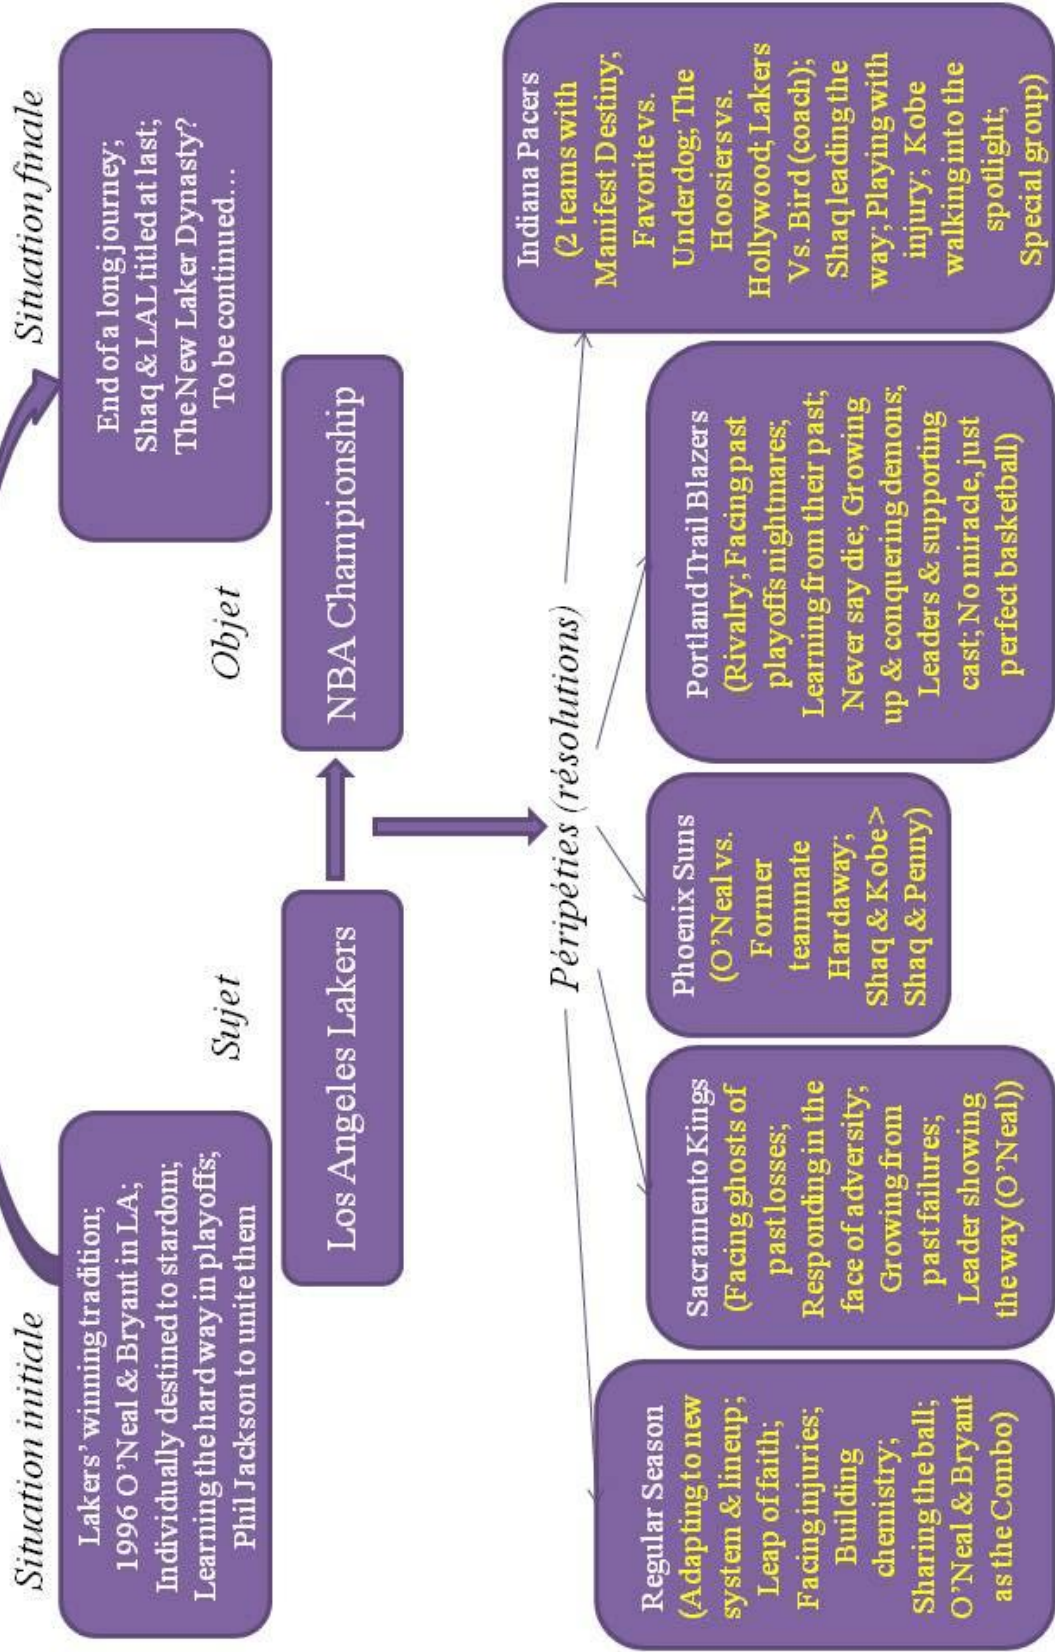 Situation initiale
Lakers' winning tradition;
1996 O'Neal & Bryant in LA;
Individually destined to stardom;
Learning the hard way in playoffs;
Phil Jackson to unite them
Situation finale
End of a long journey;
Shaq & LAL titled at last;
The New Laker Dynasty?
To be continued…
Sujet
Los Angeles Lakers
Objet
NBA Championship
Péripéties (résolutions)
Regular Season
(Adapting to new
system & lineup;
Leap of faith;
Facing injuries;
Building
chemistry;
Sharing the ball;
O'Neal & Bryant
as the Combo)
Sacramento Kings
(Facing ghosts of
past losses;
Responding in the
face of adversity;
Growing from
past failures;
Leader showing
the way (O'Neal))
Phoenix Suns
(O'Neal vs.
Former
teammate
Hardaway;
Shaq & Kobe >
Shaq & Penny)
Portland Trail Blazers
(Rivalry; Facing past
playoffs nightmares;
Learning from their past;
Never say die; Growing
up & conquering demons;
Leaders & supporting
cast; No miracle, just
perfect basketball)
Indiana Pacers
(2 teams with
Manifest Destiny;
Favorite vs.
Underdog; The
Hoosiers vs.
Hollywood; Lakers
Vs. Bird (coach);
Shaq leading the
way; Playing with
injury; Kobe
walking into the
spotlight;
Special group)